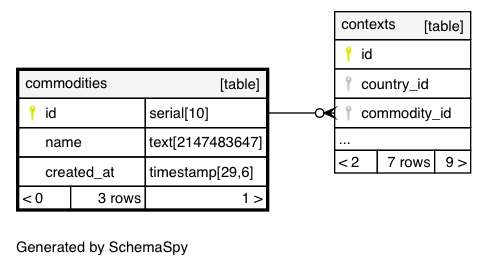 contexts [table]
id
country_id
commodity_id
...
< 2 7 rows 9 >
commodities [table]
id serial[10]
name text[2147483647]
created_at timestamp[29,6]
< 0 3 rows 1 >
Generated by SchemaSpy